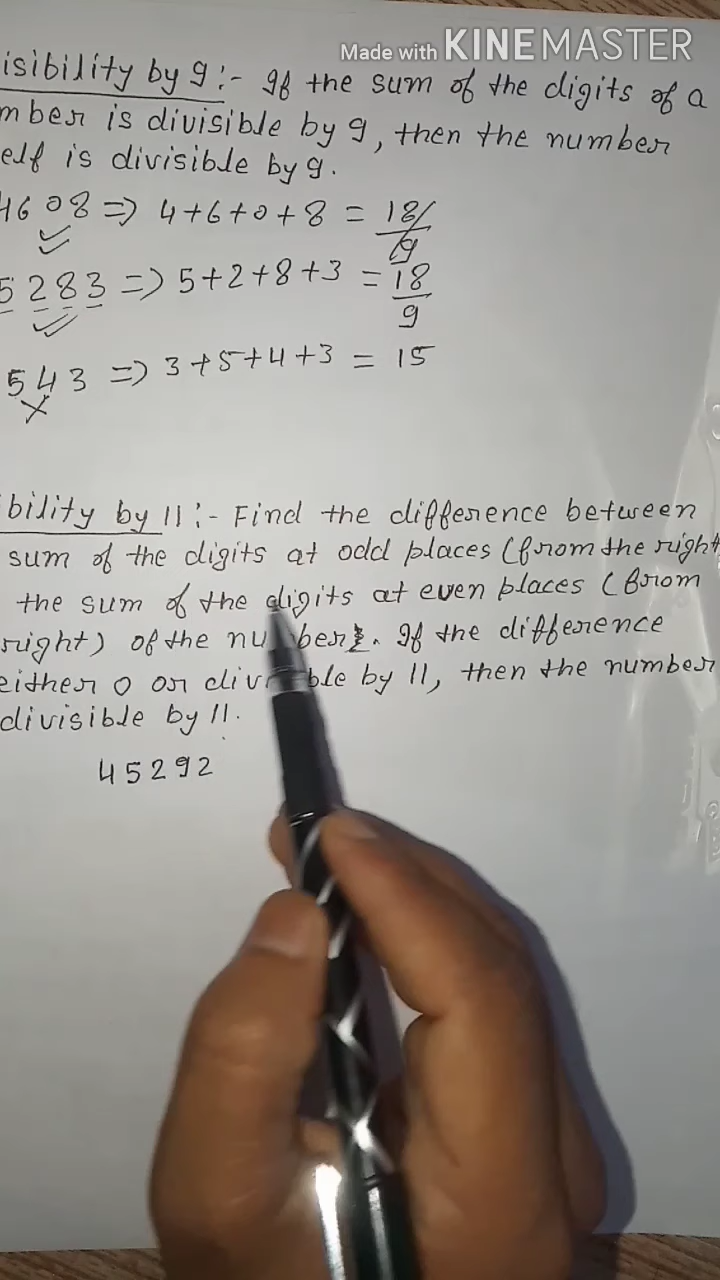 Made with KINEMASTER
isibility by 9:- If the sum of the digits of a
mber is divisible by 9, then the number
elf is divisible by 9.
4608 => 4+6+0+8 = 18/9
5283 => 5+2+8+3 = 18/9
543 => 3+5+4+3 = 15
bility by 11:- Find the difference between
sum of the digits at odd places (from the right
the sum of the digits at even places (from
right) of the number. If the difference
either 0 or div ble by 11, then the number
divisible by 11.
45292